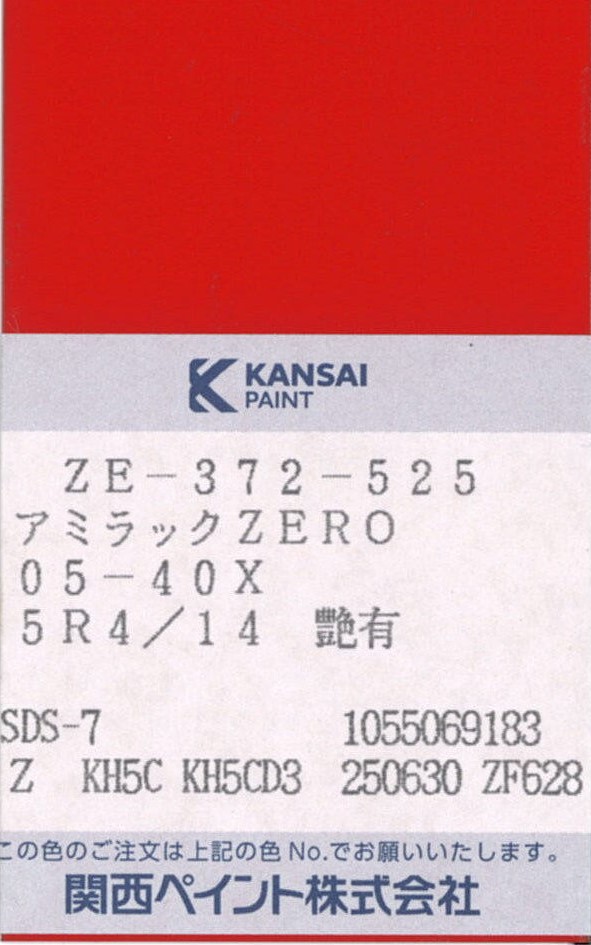 KANSAI
PAINT
ZE-372-525
アミラックZERO
05-40X
5R4/14 艶有
SDS-7 1055069183
Z KH5C KH5CD3 250630 ZF628
この色のご注文は上記の色 No.でお願いいたします。
関西ペイント株式会社